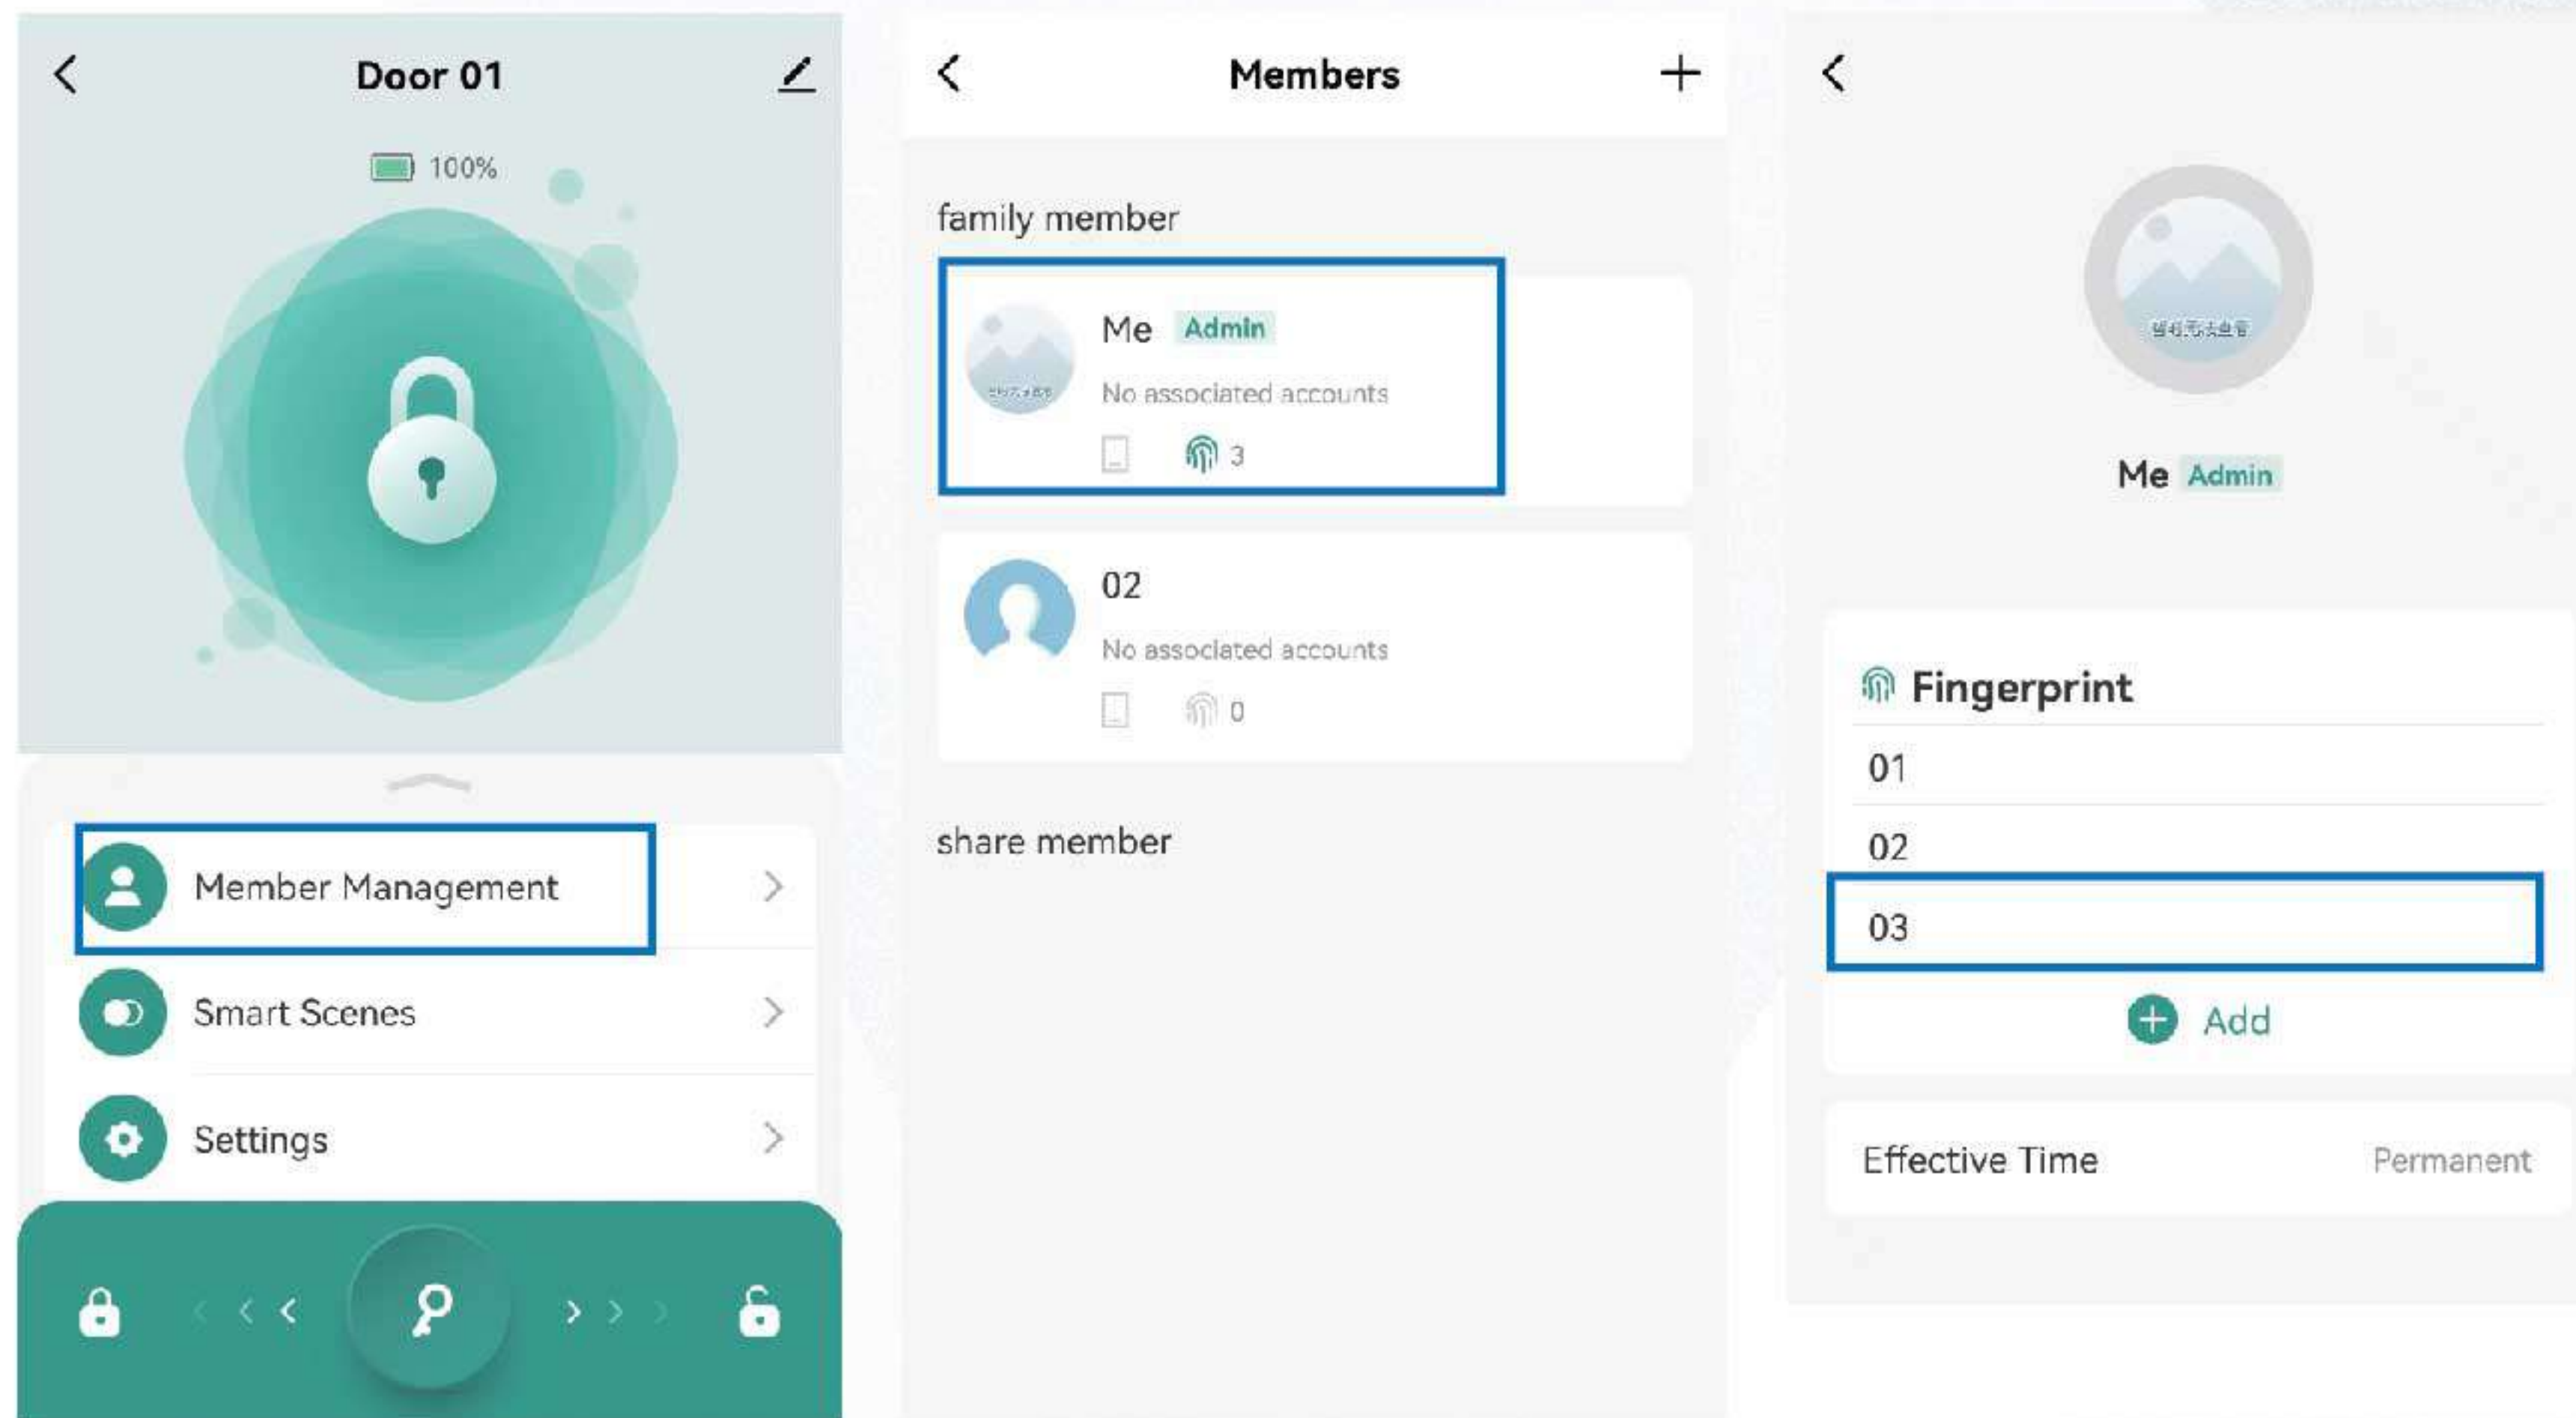 Door 01
100%
Member Management
Smart Scenes
Settings
Members
family member
Me Admin
No associated accounts
3
02
No associated accounts
0
share member
Me Admin
Fingerprint
01
02
03
Add
Effective Time Permanent